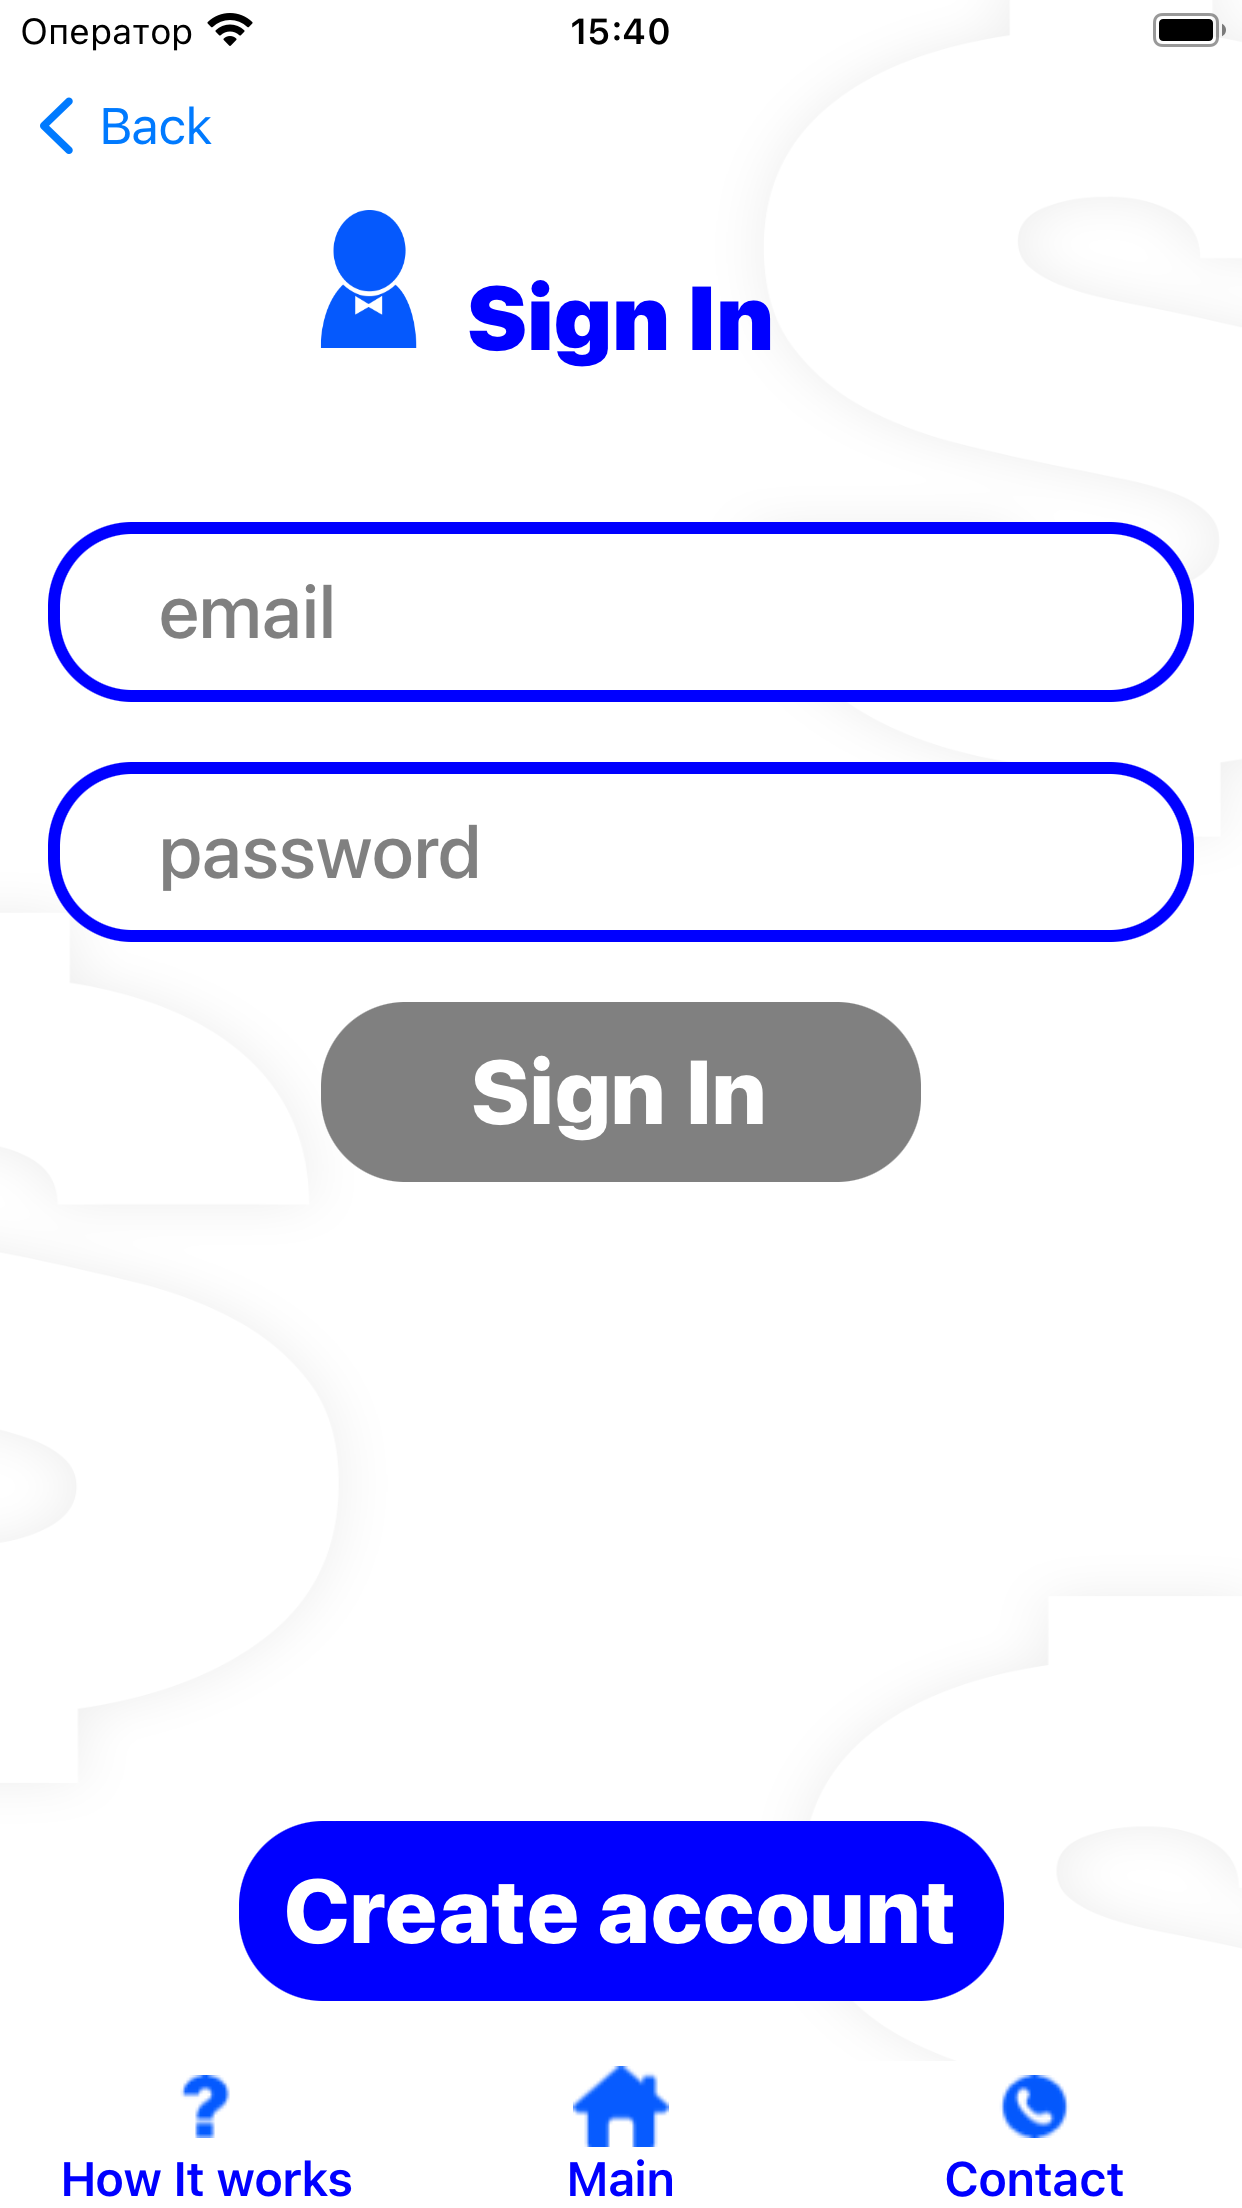 Оператор 15:40
Back
Sign In
email
password
Sign In
Create account
How It works Main Contact